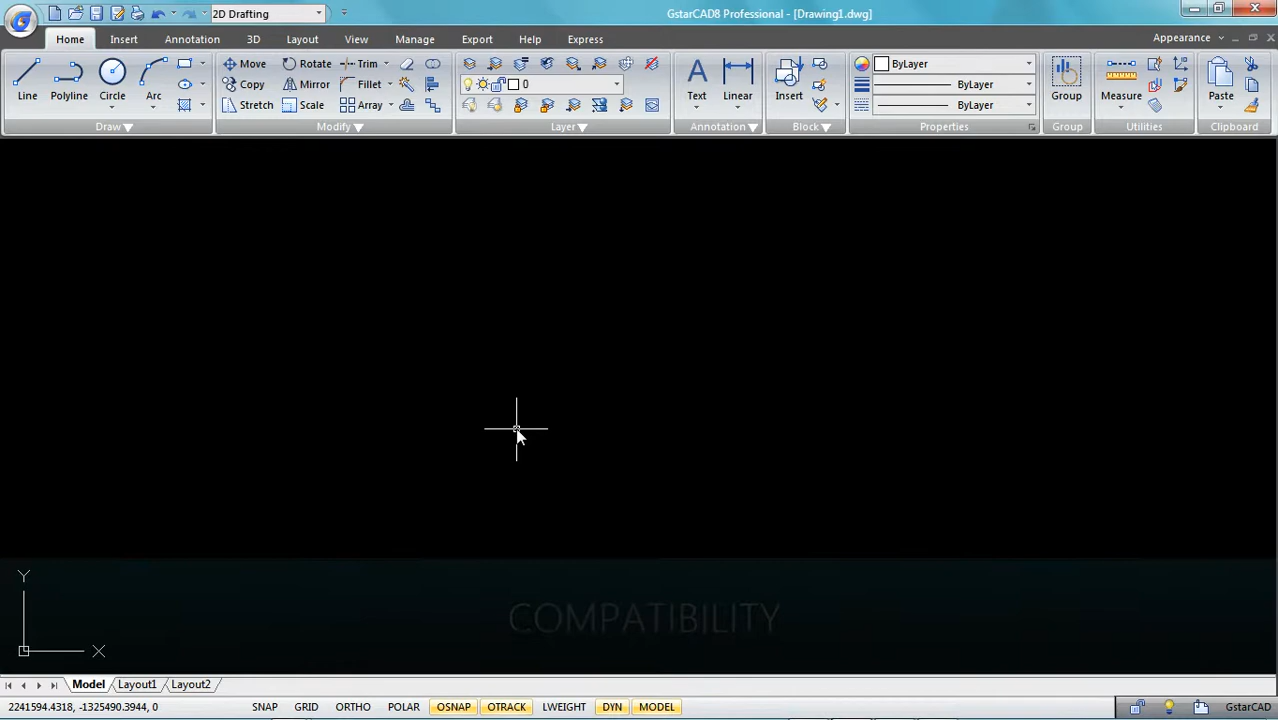 2D Drafting
GstarCAD8 Professional - [Drawing1.dwg]
Home Insert Annotation 3D Layout View Manage Export Help Express Appearance
Line Polyline Circle Arc
Move Rotate Trim
Copy Mirror Fillet
Stretch Scale Array
0
Text Linear
Insert
ByLayer
ByLayer
ByLayer
Group
Measure
Paste
Draw Modify Layer Annotation Block Properties Group Utilities Clipboard
Y
COMPATIBILITY
X
Model Layout1 Layout2
2241594.4318, -1325490.3944, 0 SNAP GRID ORTHO POLAR OSNAP OTRACK LWEIGHT DYN MODEL GstarCAD